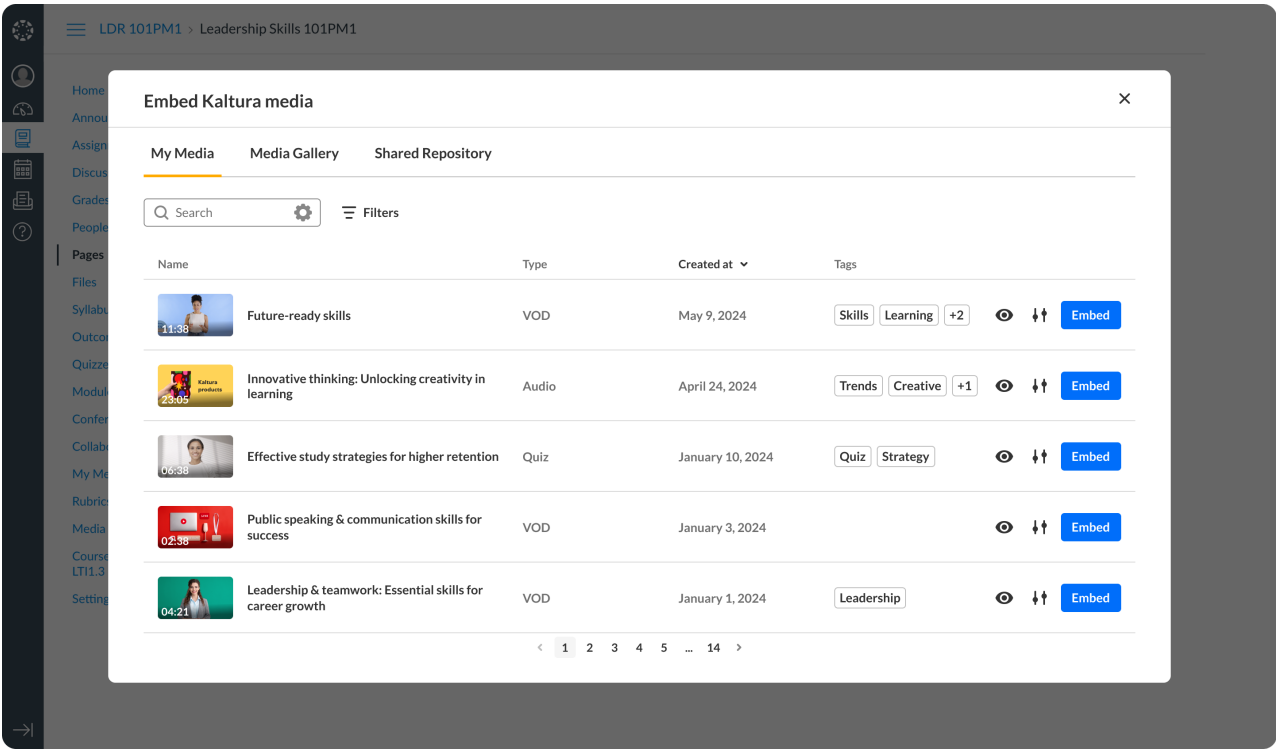 LDR 101PM1 › Leadership Skills 101PM1
Home
Annou
Assign
Discus
Grades
People
Pages
Files
Syllabu
Outcor
Quizze
Module
Confer
Collabo
My Me
Rubrics
Media
Course
LTI1.3
Setting
Embed Kaltura media
My Media Media Gallery Shared Repository
Search Filters
Name Type Created at Tags
11:38 Future-ready skills VOD May 9, 2024 Skills Learning +2 Embed
Kaltura
products
23:05
Innovative thinking: Unlocking creativity in
learning
Audio April 24, 2024 Trends Creative +1 Embed
06:38 Effective study strategies for higher retention Quiz January 10, 2024 Quiz Strategy Embed
02:38
Public speaking & communication skills for
success
VOD January 3, 2024 Embed
04:21
Leadership & teamwork: Essential skills for
career growth
VOD January 1, 2024 Leadership Embed
‹ 1 2 3 4 5 ... 14 ›